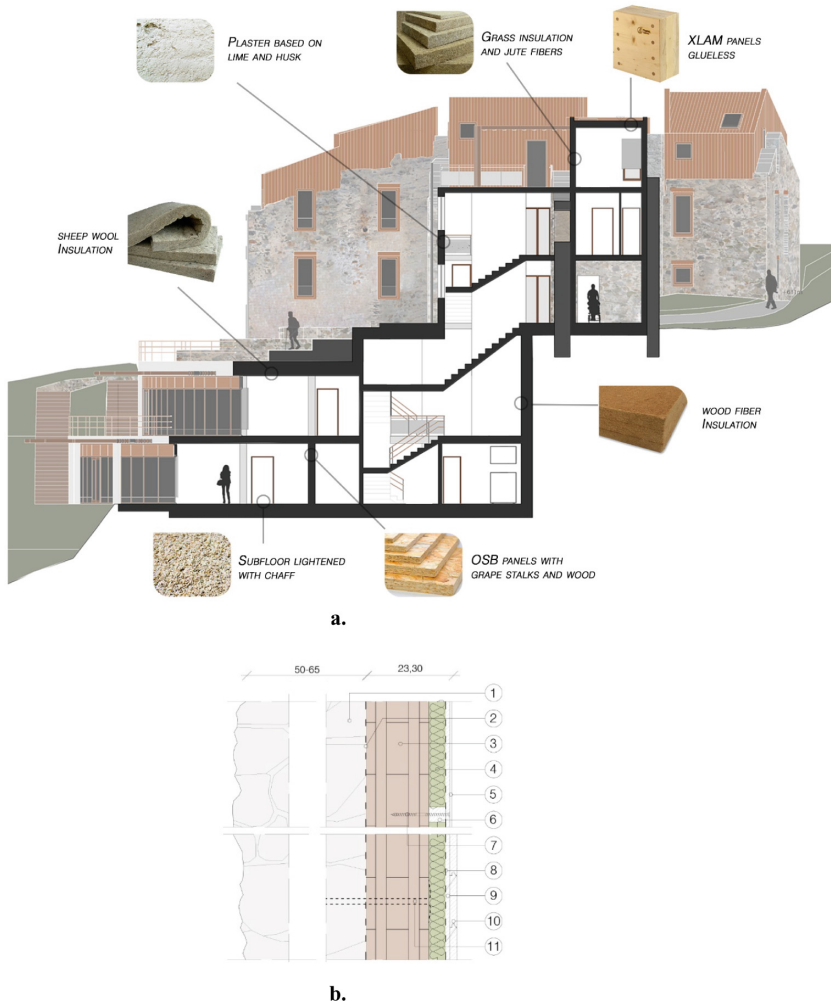 PLASTER BASED ON
LIME AND HUSK
GRASS INSULATION
AND JUTE FIBERS
XLAM PANELS
GLUELESS
SHEEP WOOL
INSULATION
WOOD FIBER
INSULATION
SUBFLOOR LIGHTENED
WITH CHAFF
OSB PANELS WITH
GRAPE STALKS AND WOOD
a.
50-65
23,30
1
2
3
4
5
6
7
8
9
10
11
b.